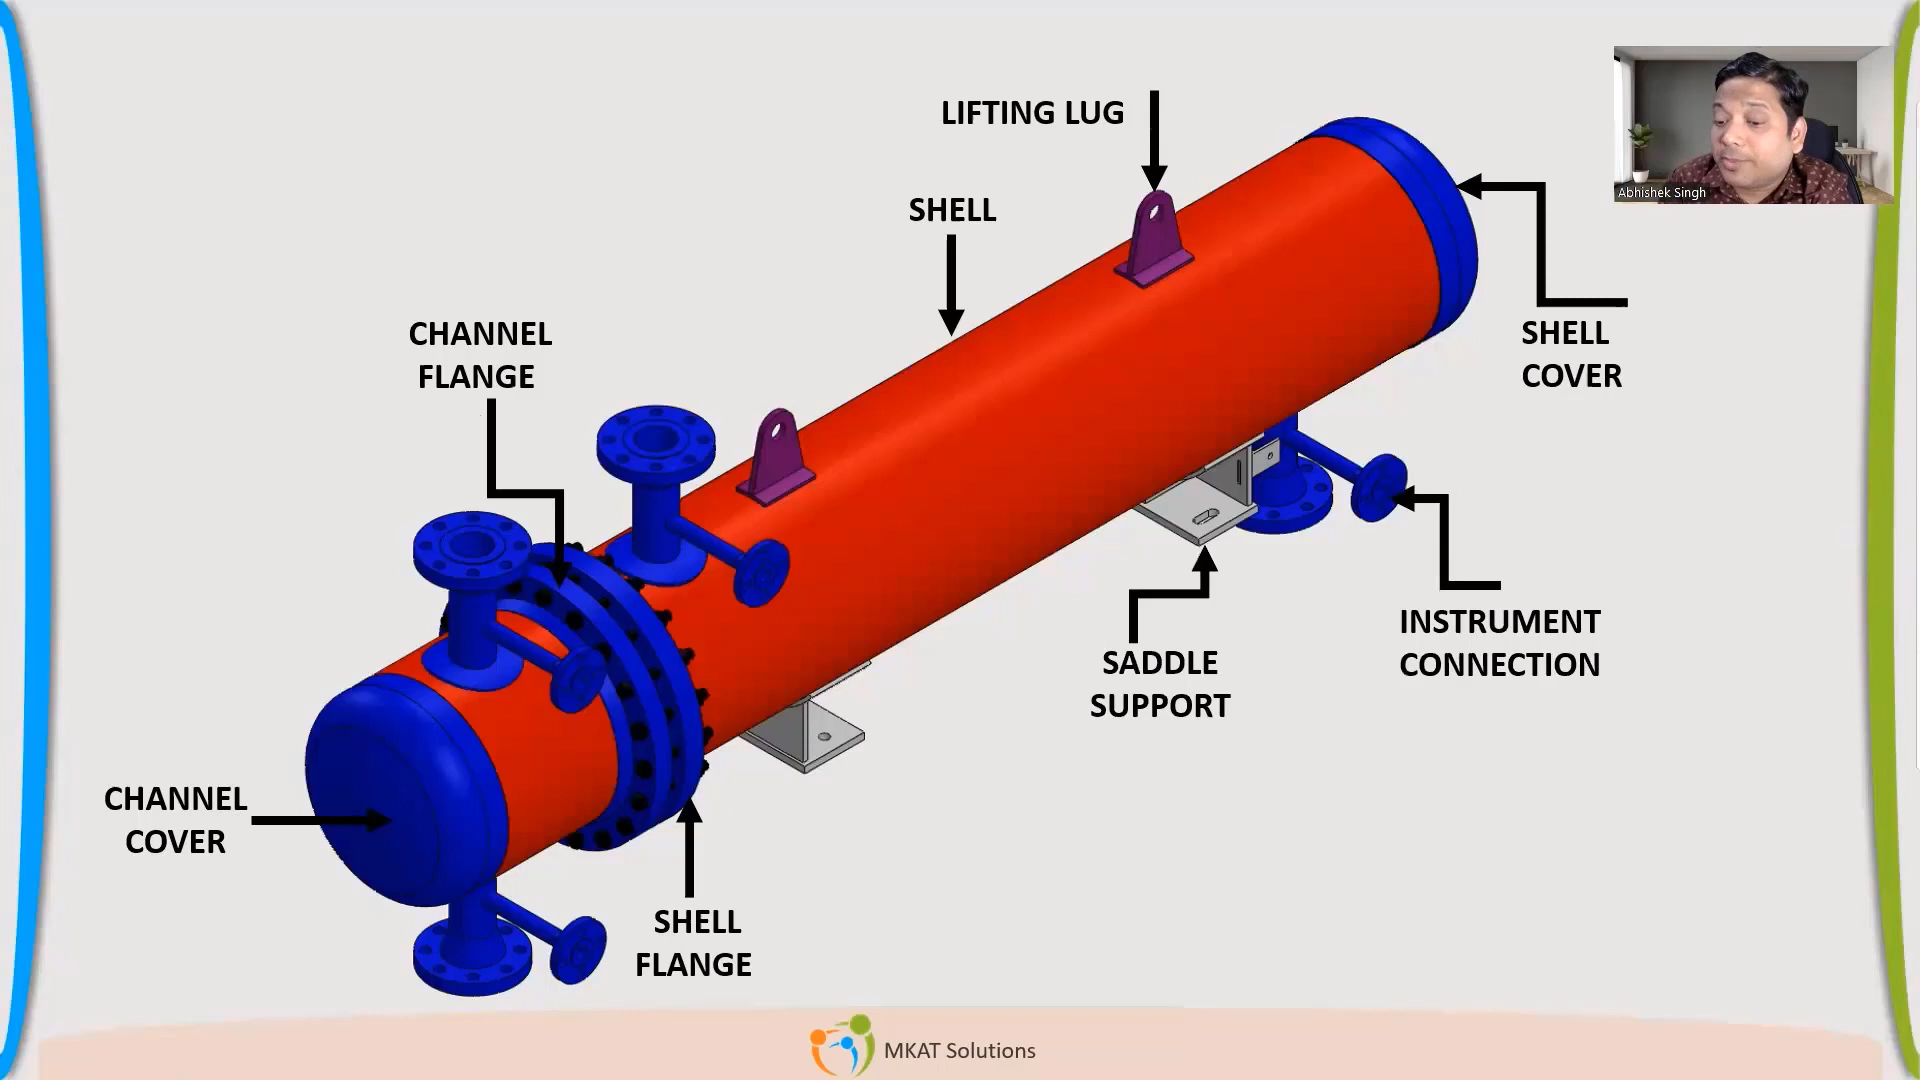 LIFTING LUG
SHELL
Abhishek Singh
CHANNEL
FLANGE
SHELL
COVER
INSTRUMENT
CONNECTION
SADDLE
SUPPORT
CHANNEL
COVER
SHELL
FLANGE
MKAT Solutions